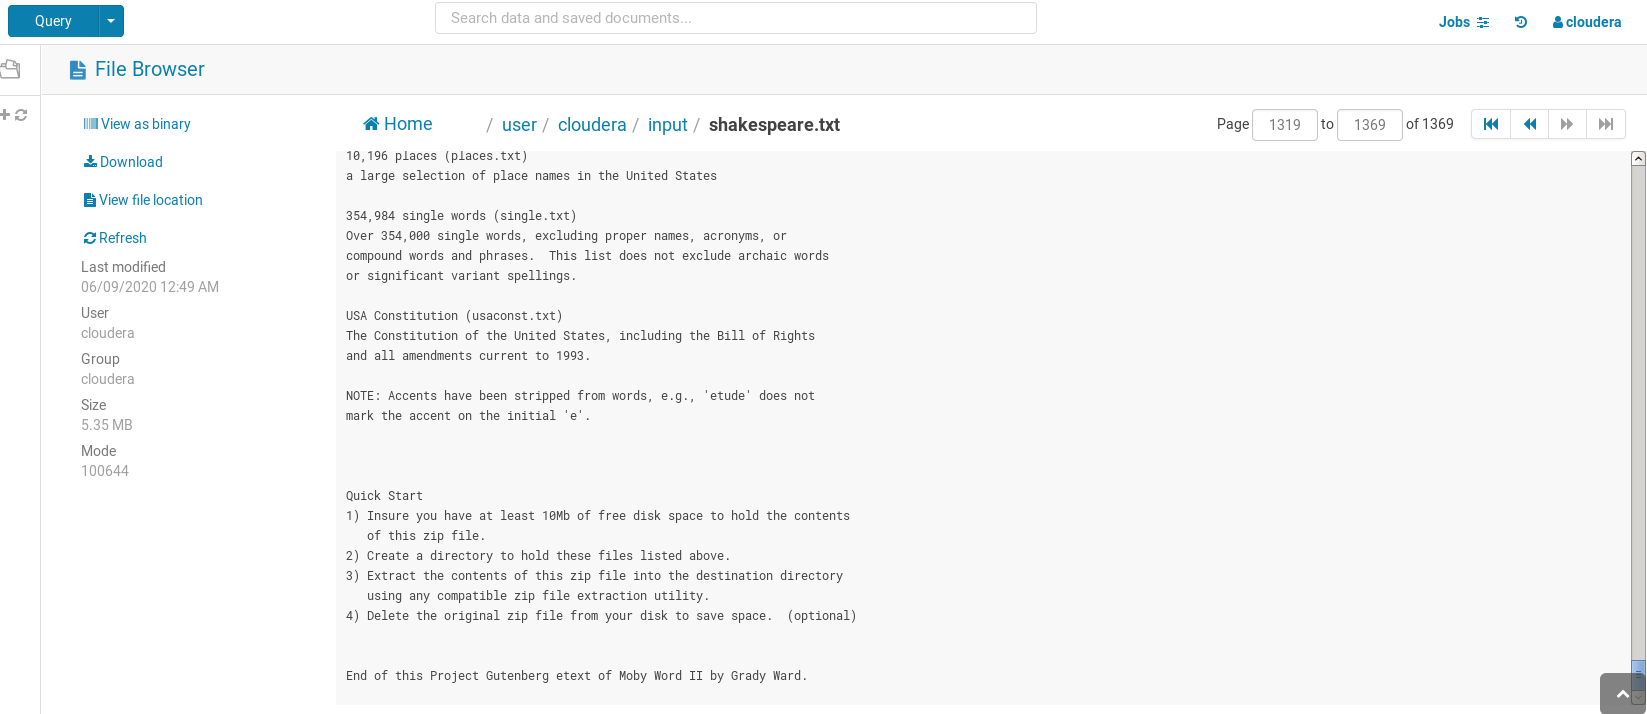 Query
Search data and saved documents...
Jobs
cloudera
File Browser
View as binary
Download
View file location
Refresh
Last modified
06/09/2020 12:49 AM
User
cloudera
Group
cloudera
Size
5.35 MB
Mode
100644
Home / user / cloudera / input / shakespeare.txt
Page 1319 to 1369 of 1369
10,196 places (places.txt)
a large selection of place names in the United States
354,984 single words (single.txt)
Over 354,000 single words, excluding proper names, acronyms, or
compound words and phrases.  This list does not exclude archaic words
or significant variant spellings.
USA Constitution (usaconst.txt)
The Constitution of the United States, including the Bill of Rights
and all amendments current to 1993.
NOTE: Accents have been stripped from words, e.g., 'etude' does not
mark the accent on the initial 'e'.
Quick Start
1) Insure you have at least 10Mb of free disk space to hold the contents
of this zip file.
2) Create a directory to hold these files listed above.
3) Extract the contents of this zip file into the destination directory
using any compatible zip file extraction utility.
4) Delete the original zip file from your disk to save space.  (optional)
End of this Project Gutenberg etext of Moby Word II by Grady Ward.